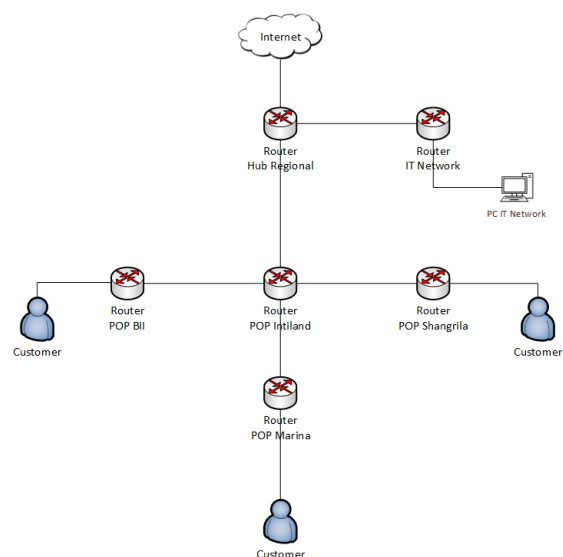 Internet
Router
Hub Regional
Router
IT Network
PC IT Network
Router
POP BII
Router
POP Intiland
Router
POP Shangrila
Customer
Customer
Router
POP Marina
Customer